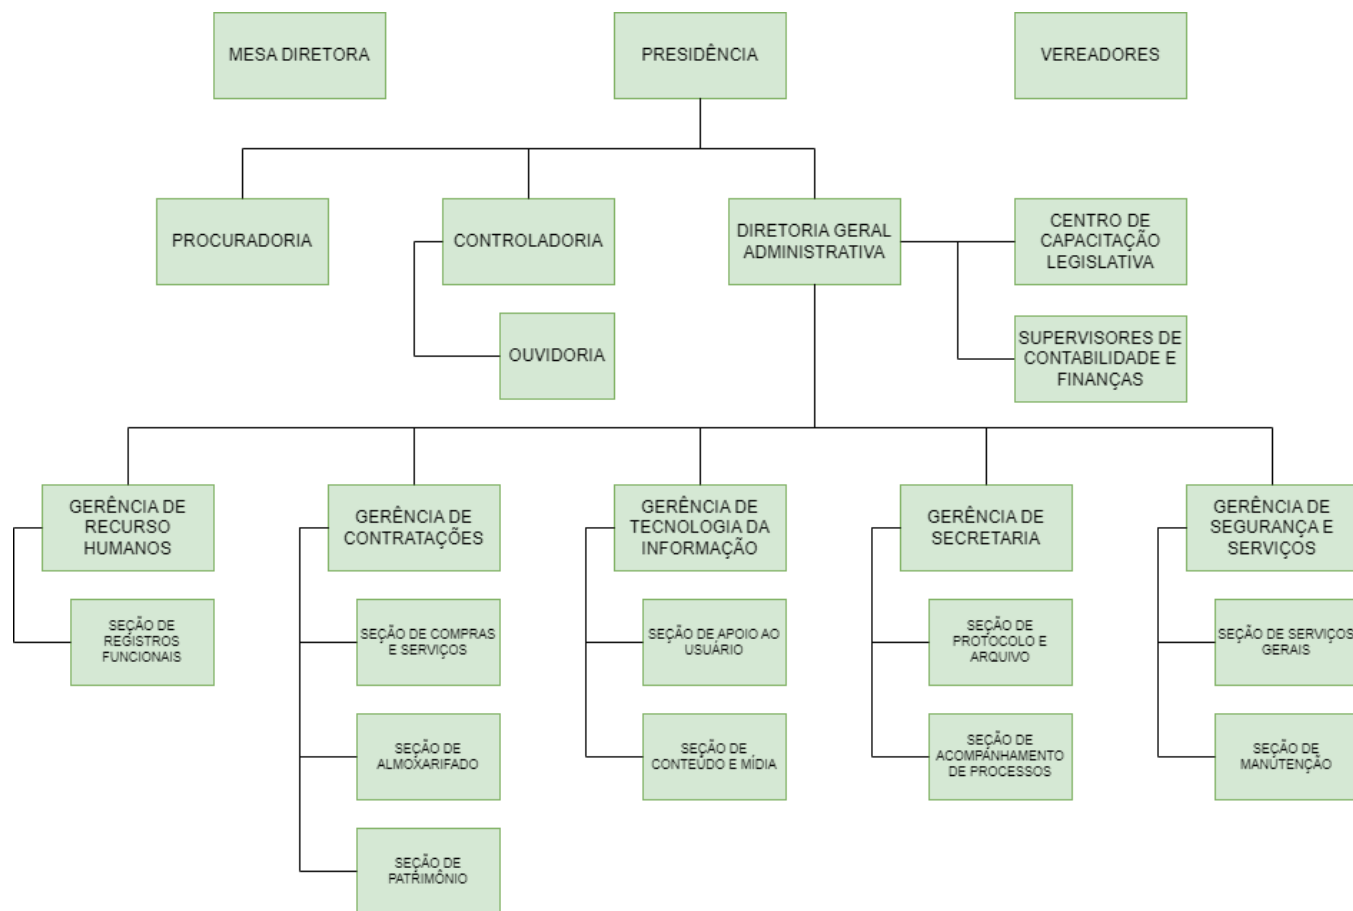 MESA DIRETORA
PRESIDÊNCIA
VEREADORES
PROCURADORIA
CONTROLADORIA
DIRETORIA GERAL
ADMINISTRATIVA
CENTRO DE
CAPACITAÇÃO
LEGISLATIVA
OUVIDORIA
SUPERVISORES DE
CONTABILIDADE E
FINANÇAS
GERÊNCIA DE
RECURSO
HUMANOS
GERÊNCIA DE
CONTRATAÇÕES
GERÊNCIA DE
TECNOLOGIA DA
INFORMAÇÃO
GERÊNCIA DE
SECRETARIA
GERÊNCIA DE
SEGURANÇA E
SERVIÇOS
SEÇÃO DE
REGISTROS
FUNCIONAIS
SEÇÃO DE COMPRAS
E SERVIÇOS
SEÇÃO DE APOIO AO
USUÁRIO
SEÇÃO DE
PROTOCOLO E
ARQUIVO
SEÇÃO DE SERVIÇOS
GERAIS
SEÇÃO DE
ALMOXARIFADO
SEÇÃO DE
CONTEÚDO E MÍDIA
SEÇÃO DE
ACOMPANHAMENTO
DE PROCESSOS
SEÇÃO DE
MANUTENÇÃO
SEÇÃO DE
PATRIMÔNIO